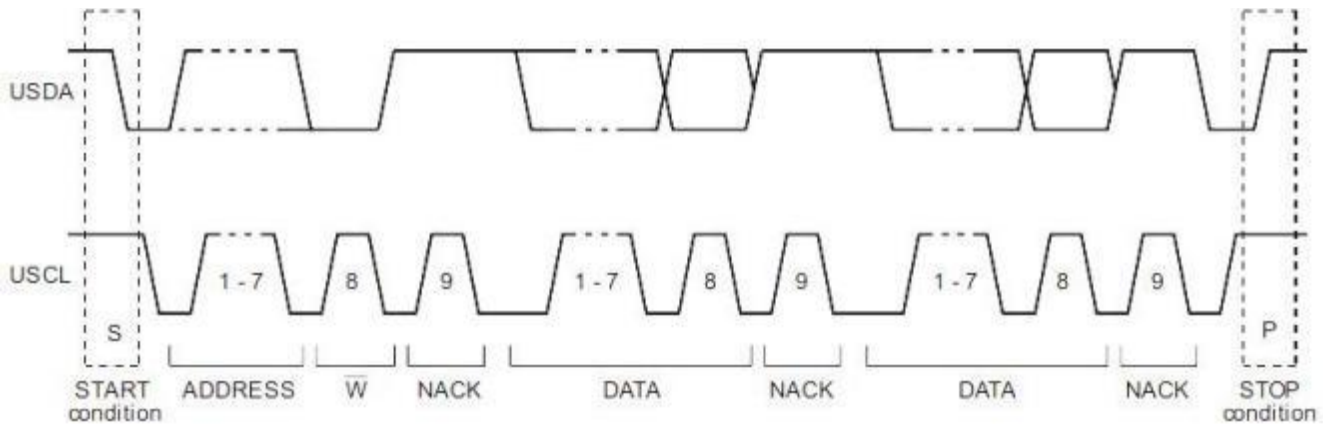 USDA
USCL
1 - 7
8
9
1 - 7
8
9
1 - 7
8
9
S
P
START
condition
ADDRESS
W̅
NACK
DATA
NACK
DATA
NACK
STOP
condition